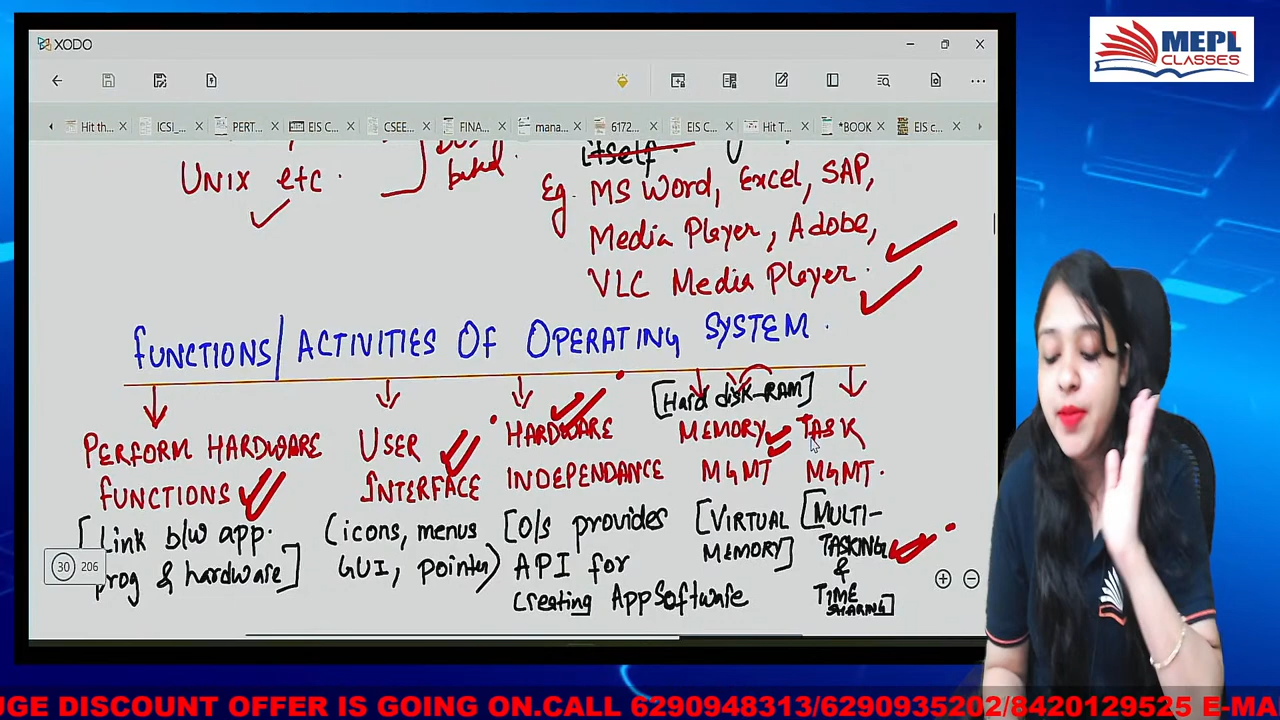 XODO
MEPL
CLASSES
Hit th...
ICSI_...
PERT...
EIS C...
CSEE...
FINA...
mana...
6172...
EIS C...
Hit T...
*BOOK
EIS c...
UNIX etc.
based
itself.
Eg. MS Word, Excel, SAP,
Media Player, Adobe,
VLC Media Player.
FUNCTIONS/ACTIVITIES OF OPERATING SYSTEM.
PERFORM HARDWARE
FUNCTIONS
[Link b/w app.
prog & hardware]
USER
INTERFACE
(icons, menus
GUI, pointer)
HARDWARE
INDEPENDANCE
[O/S provides
API for
creating AppSoftware
[Hard disk-RAM]
MEMORY
MGMT
[VIRTUAL
MEMORY]
TASK
MGMT.
[MULTI-
TASKING
&
TIME
SHARING]
30 206
UGE DISCOUNT OFFER IS GOING ON.CALL 6290948313/6290935202/8420129525 E-MA